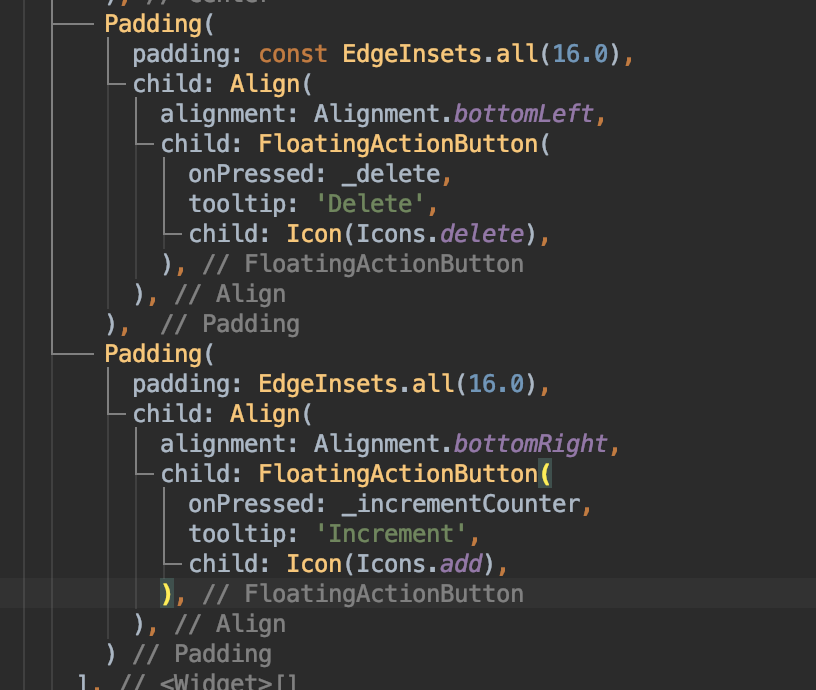 ), // Center
Padding(
padding: const EdgeInsets.all(16.0),
child: Align(
alignment: Alignment.bottomLeft,
child: FloatingActionButton(
onPressed: _delete,
tooltip: 'Delete',
child: Icon(Icons.delete),
), // FloatingActionButton
), // Align
), // Padding
Padding(
padding: EdgeInsets.all(16.0),
child: Align(
alignment: Alignment.bottomRight,
child: FloatingActionButton(
onPressed: _incrementCounter,
tooltip: 'Increment',
child: Icon(Icons.add),
), // FloatingActionButton
), // Align
) // Padding
], // <Widget>[]